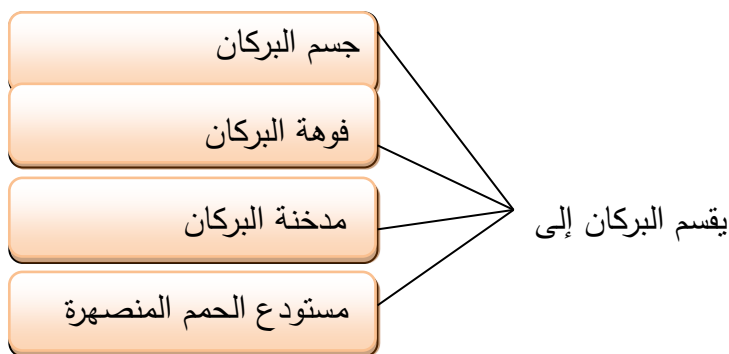 يقسم البركان إلى
جسم البركان
فوهة البركان
مدخنة البركان
مستودع الحمم المنصهرة